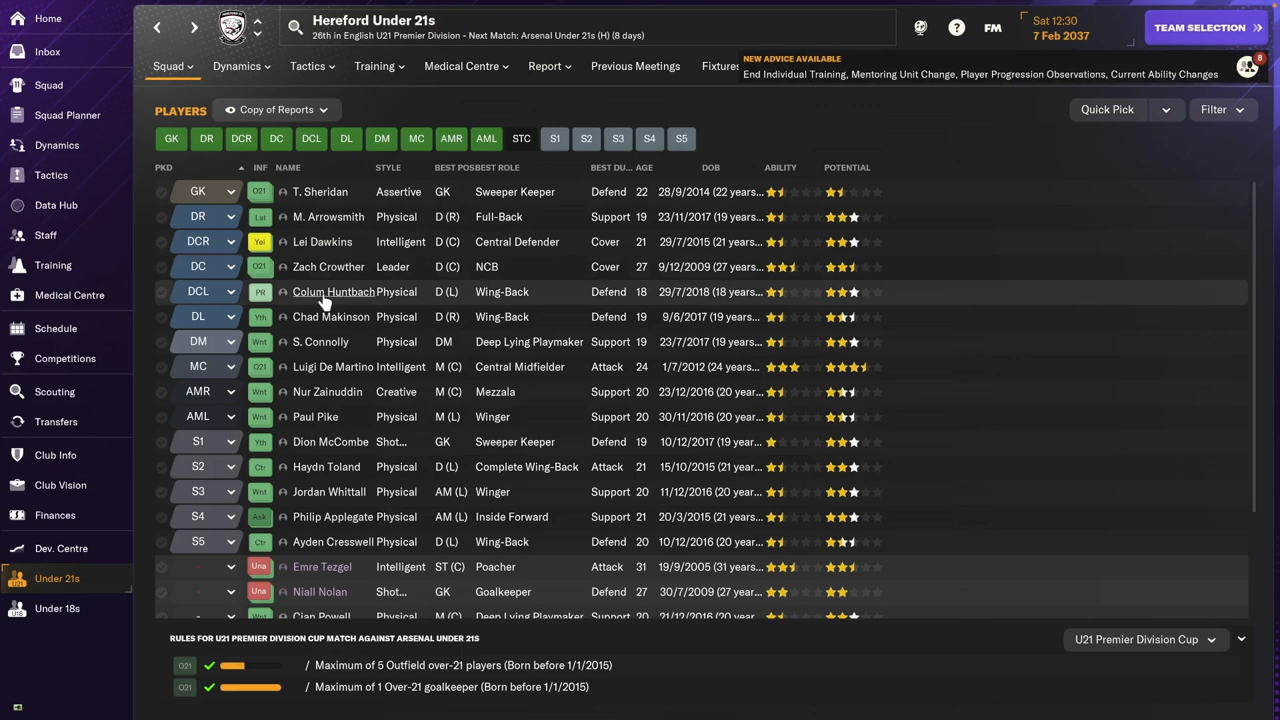 Home
Inbox
Squad
Squad Planner
Dynamics
Tactics
Data Hub
Staff
Training
Medical Centre
Schedule
Competitions
Scouting
Transfers
Club Info
Club Vision
Finances
Dev. Centre
Under 21s
Under 18s
Hereford Under 21s
26th in English U21 Premier Division - Next Match: Arsenal Under 21s (H) (8 days)
FM
Sat 12:30
7 Feb 2037
TEAM SELECTION
Squad Dynamics Tactics Training Medical Centre Report Previous Meetings Fixtures
NEW ADVICE AVAILABLE
End Individual Training, Mentoring Unit Change, Player Progression Observations, Current Ability Changes
8
PLAYERS Copy of Reports Quick Pick Filter
GK DR DCR DC DCL DL DM MC AMR AML STC S1 S2 S3 S4 S5
PKD INF NAME STYLE BEST POS BEST ROLE BEST DU... AGE DOB ABILITY POTENTIAL
GK O21 T. Sheridan Assertive GK Sweeper Keeper Defend 22 28/9/2014 (22 years...
DR Lst M. Arrowsmith Physical D (R) Full-Back Support 19 23/11/2017 (19 years...
DCR Yel Lei Dawkins Intelligent D (C) Central Defender Cover 21 29/7/2015 (21 years...
DC O21 Zach Crowther Leader D (C) NCB Cover 27 9/12/2009 (27 years...
DCL PR Colum Huntbach Physical D (L) Wing-Back Defend 18 29/7/2018 (18 years...
DL Yth Chad Makinson Physical D (R) Wing-Back Defend 19 9/6/2017 (19 years...
DM Wnt S. Connolly Physical DM Deep Lying Playmaker Support 19 23/7/2017 (19 years...
MC O21 Luigi De Martino Intelligent M (C) Central Midfielder Attack 24 1/7/2012 (24 years...
AMR Wnt Nur Zainuddin Creative M (C) Mezzala Support 20 23/12/2016 (20 year...
AML Wnt Paul Pike Physical M (L) Winger Support 20 30/11/2016 (20 year...
S1 Yth Dion McCombe Shot... GK Sweeper Keeper Defend 19 10/12/2017 (19 year...
S2 Ctr Haydn Toland Physical D (L) Complete Wing-Back Attack 21 15/10/2015 (21 year...
S3 Wnt Jordan Whittall Physical AM (L) Winger Support 20 11/12/2016 (20 year...
S4 Ask Philip Applegate Physical AM (L) Inside Forward Support 21 20/3/2015 (21 years...
S5 Ctr Ayden Cresswell Physical D (L) Wing-Back Defend 20 10/12/2016 (20 year...
- Una Emre Tezgel Intelligent ST (C) Poacher Attack 31 19/9/2005 (31 years...
- Una Niall Nolan Shot... GK Goalkeeper Defend 27 30/7/2009 (27 year...
- Wnt Cian Powell Physical M (C) Deep Lying Playmaker Support 20 21/12/2016 (20 year...
RULES FOR U21 PREMIER DIVISION CUP MATCH AGAINST ARSENAL UNDER 21S
U21 Premier Division Cup
O21 / Maximum of 5 Outfield over-21 players (Born before 1/1/2015)
O21 / Maximum of 1 Over-21 goalkeeper (Born before 1/1/2015)